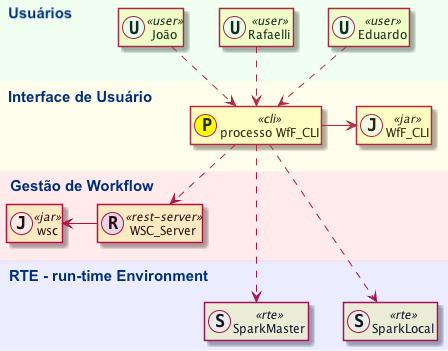 Usuários
U «user» João
U «user» Rafaelli
U «user» Eduardo
Interface de Usuário
P «cli» processo WfF_CLI
J «jar» WfF_CLI
Gestão de Workflow
J «jar» wsc
R «rest-server» WSC_Server
RTE - run-time Environment
S «rte» SparkMaster
S «rte» SparkLocal